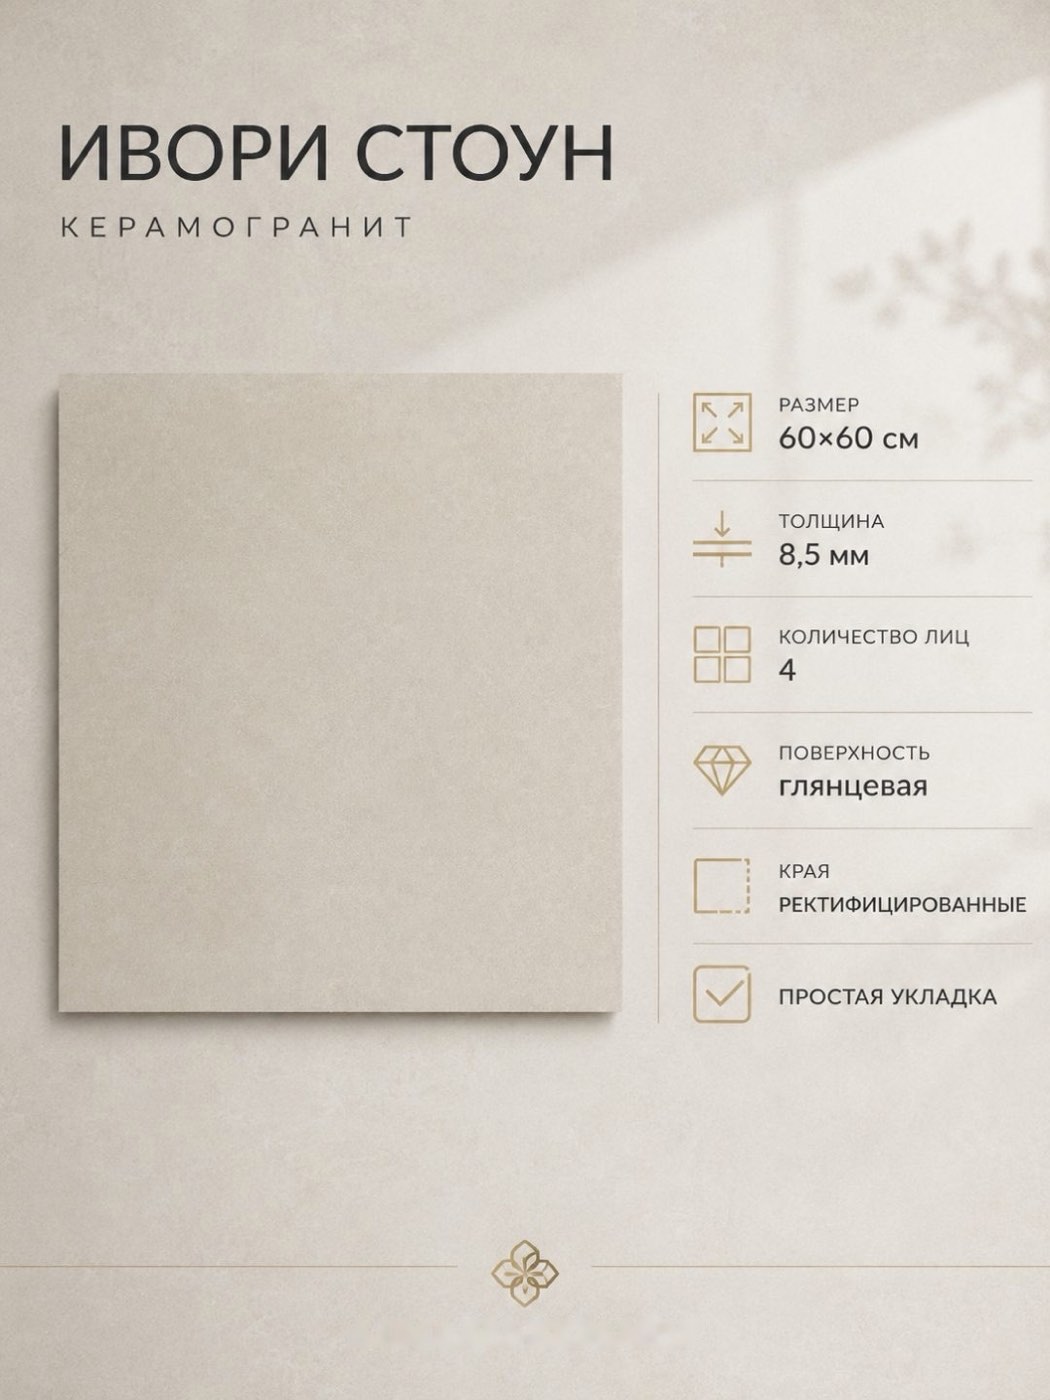 ИВОРИ СТОУН
КЕРАМОГРАНИТ
РАЗМЕР
60×60 см
ТОЛЩИНА
8,5 мм
КОЛИЧЕСТВО ЛИЦ
4
ПОВЕРХНОСТЬ
глянцевая
КРАЯ
РЕКТИФИЦИРОВАННЫЕ
ПРОСТАЯ УКЛАДКА